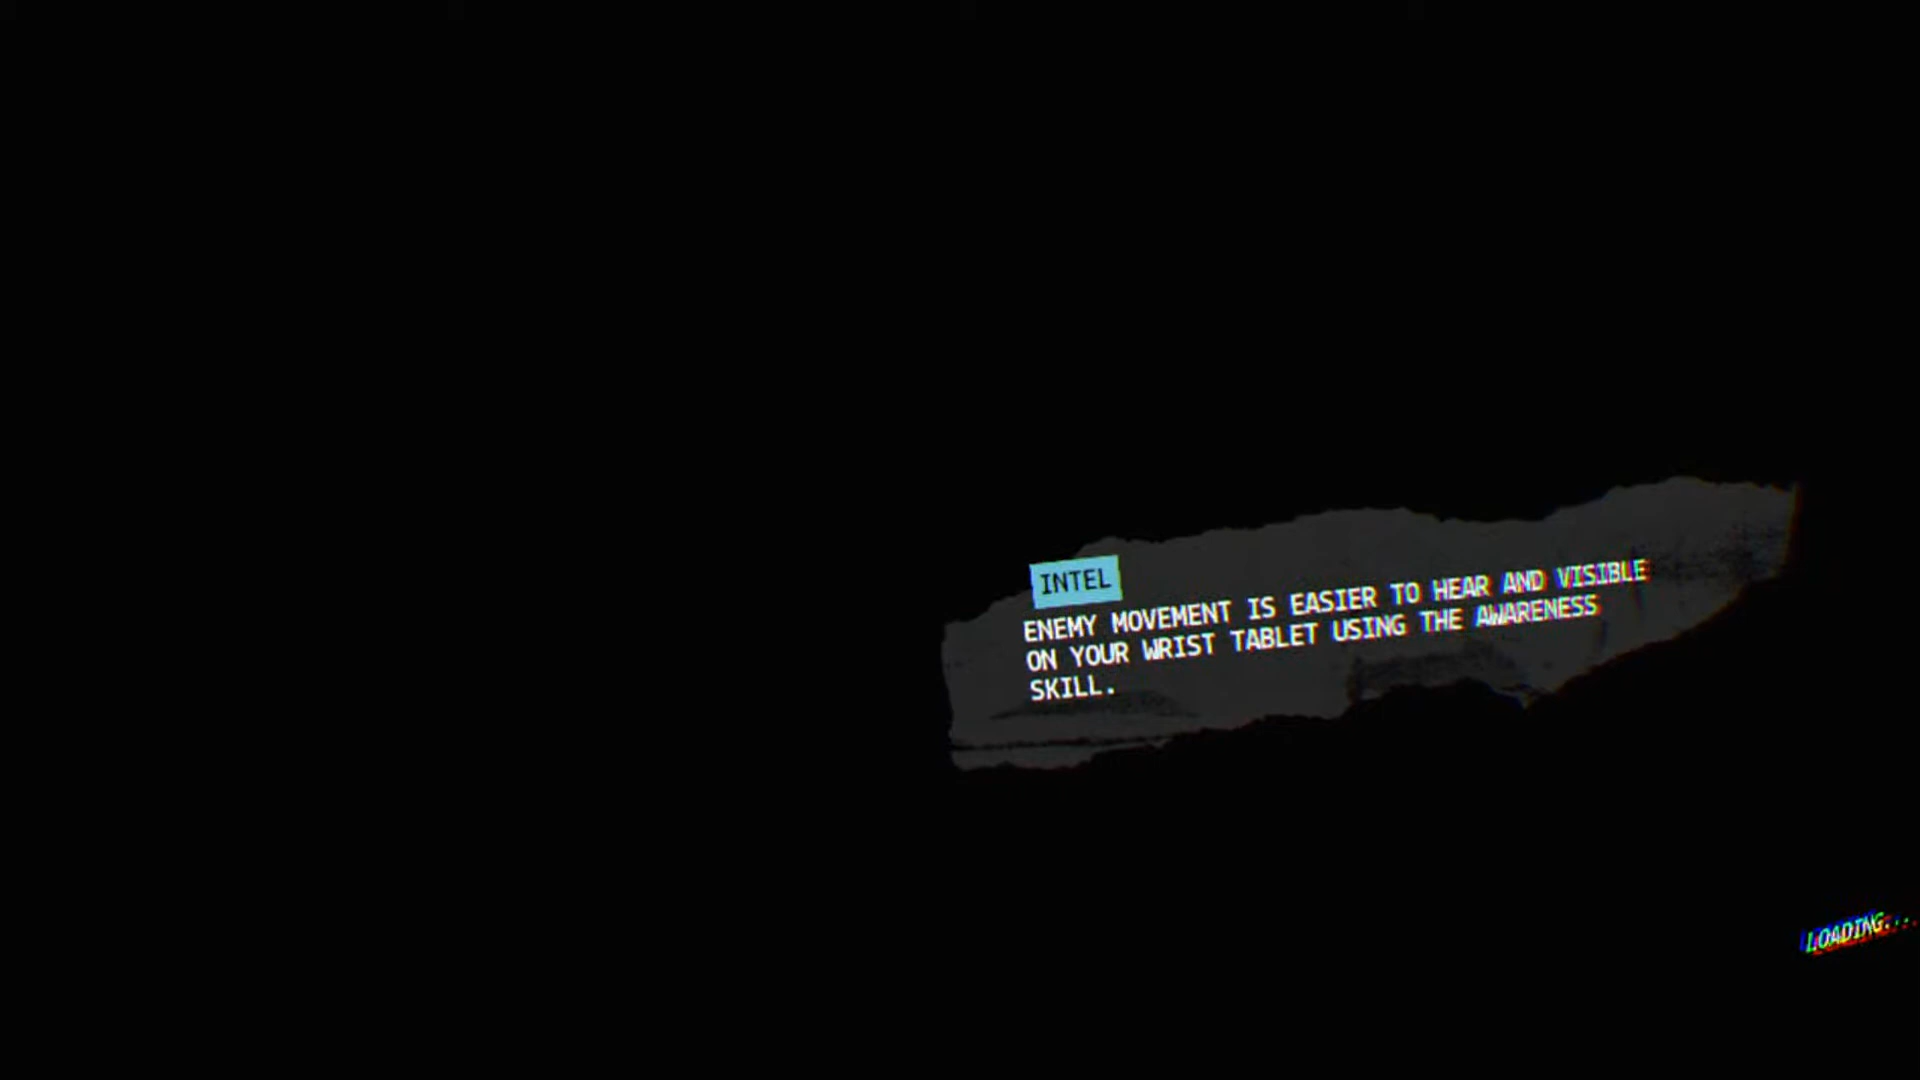 INTEL
ENEMY MOVEMENT IS EASIER TO HEAR AND VISIBLE
ON YOUR WRIST TABLET USING THE AWARENESS
SKILL.
LOADING...